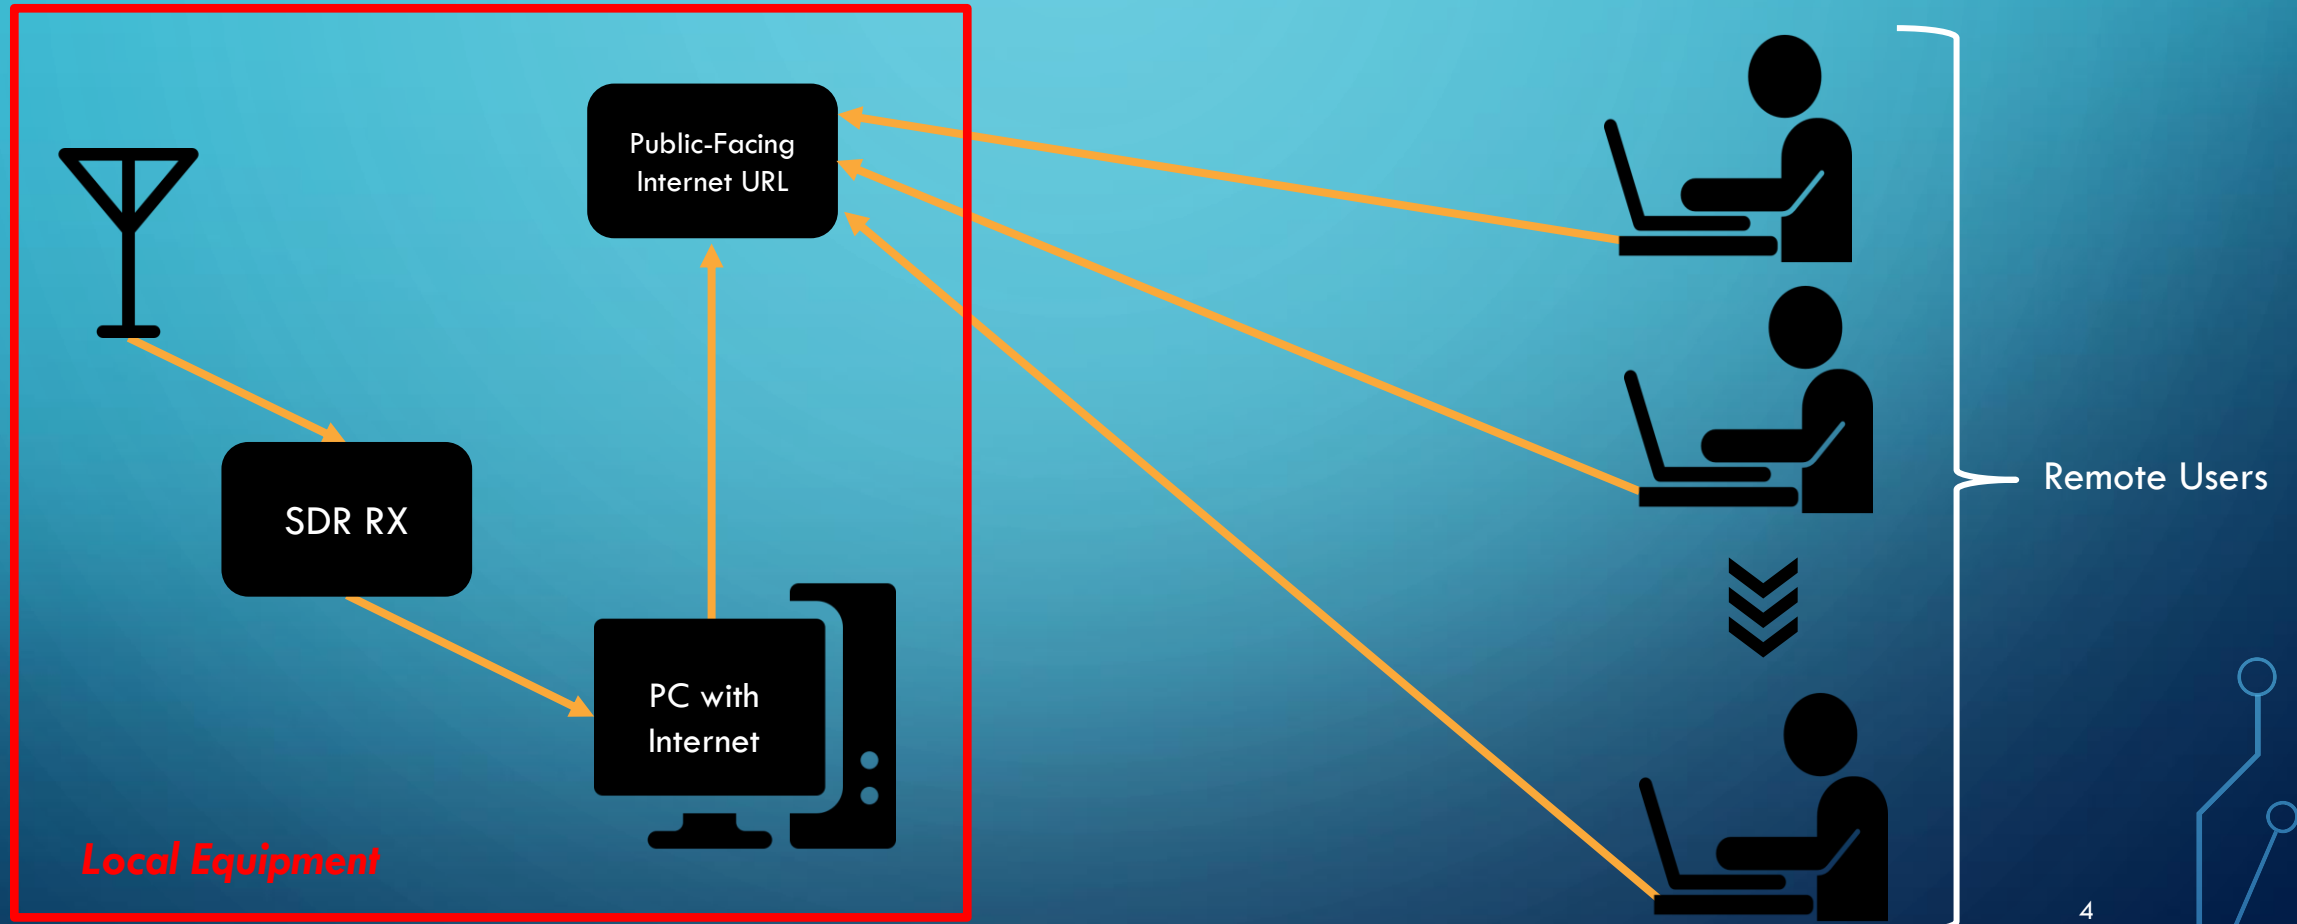 Public-Facing
Internet URL
SDR RX
PC with
Internet
Local Equipment
Remote Users
4